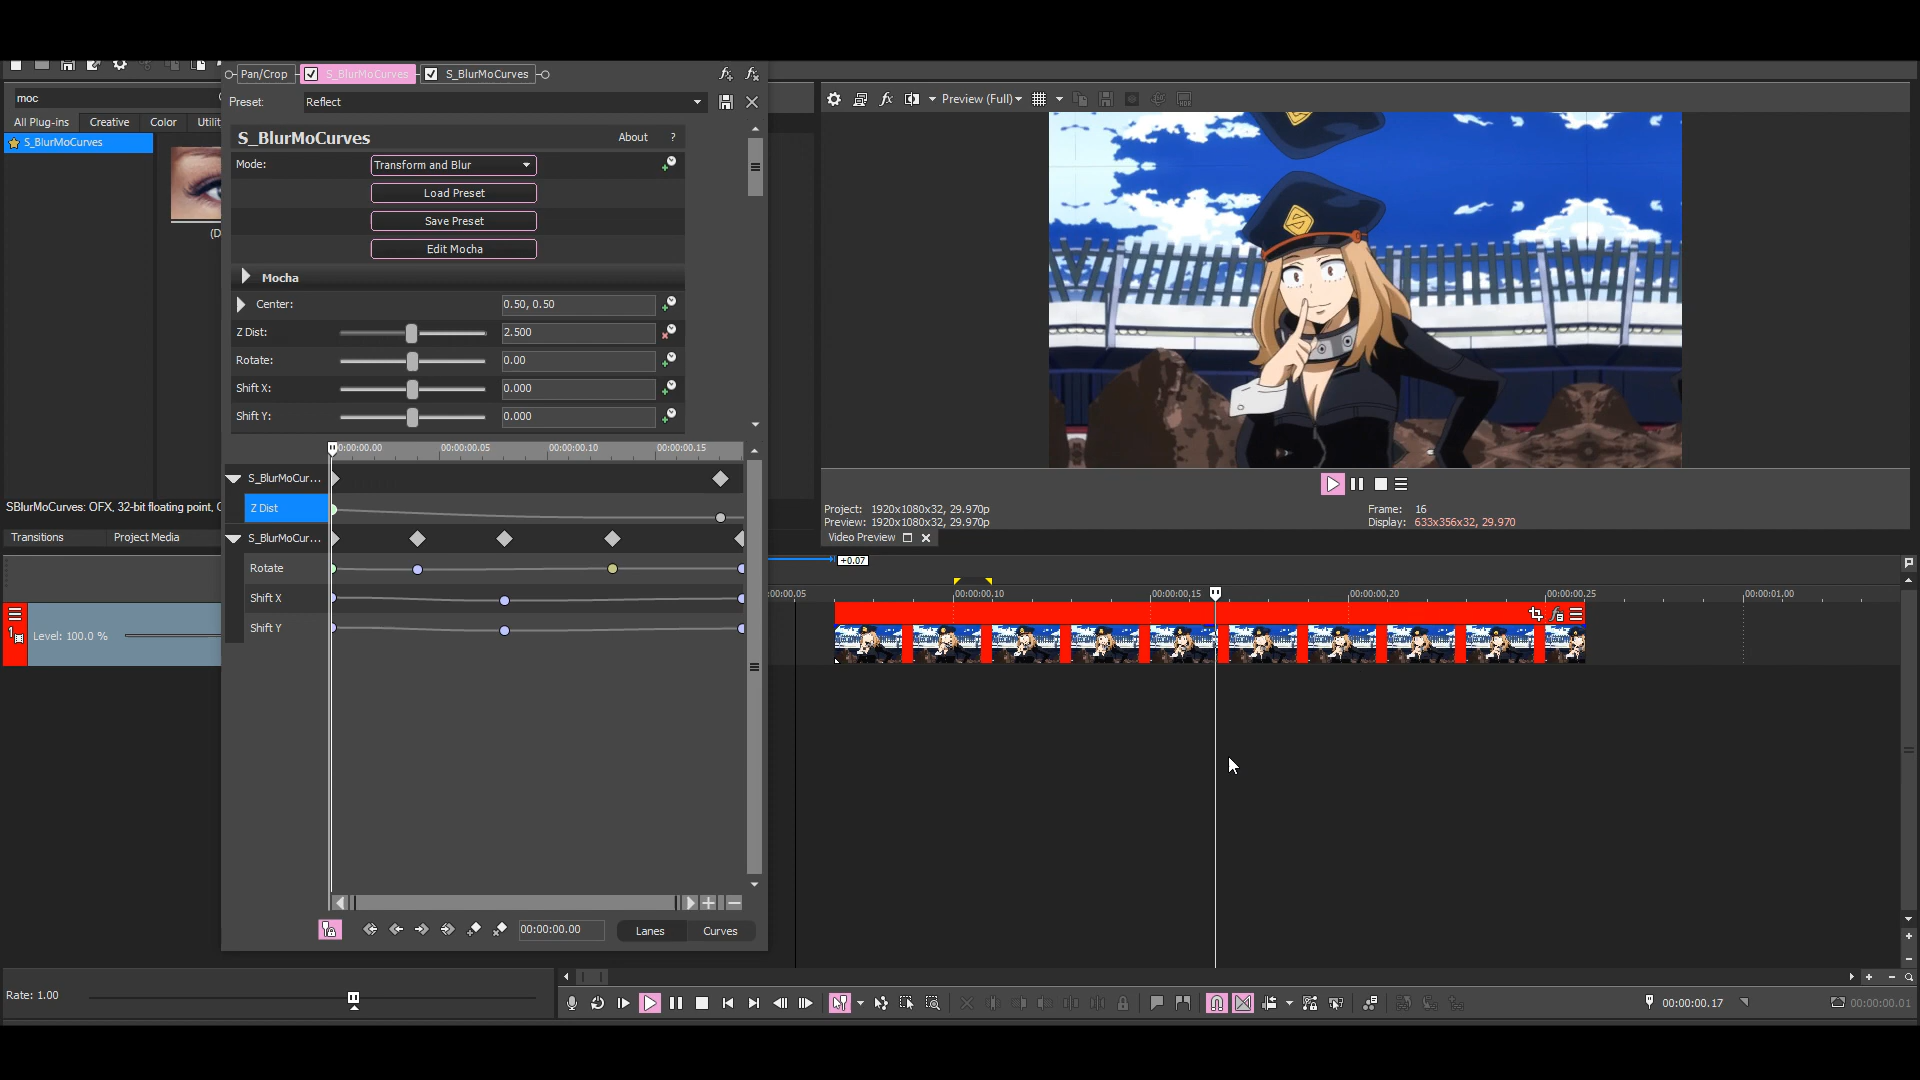 Pan/Crop
S_BlurMoCurves
S_BlurMoCurves
Preset:
Reflect
moc
All Plug-ins
Creative
Color
S_BlurMoCurves
S_BlurMoCurves
About
?
Mode:
Transform and Blur
Load Preset
Save Preset
Edit Mocha
Mocha
Center:
0.50, 0.50
Z Dist:
2.500
Rotate:
0.00
Shift X:
0.000
Shift Y:
0.000
00:00:00.05
00:00:00.10
00:00:00.15
S_BlurMoCur...
Z Dist
S_BlurMoCur...
Rotate
Shift X
Shift Y
00:00:00.00
Lanes
Curves
SBlurMoCurves: OFX, 32-bit floating point,
Transitions
Project Media
1
Level: 100.0 %
Rate: 1.00
Preview (Full)
Project: 1920x1080x32, 29.970p
Preview: 1920x1080x32, 29.970p
Frame: 16
Display: 633x356x32, 29.970
Video Preview
+0.07
00:00:00.10
00:00:00.15
00:00:00.20
00:00:00.25
00:00:01.00
00:00:00.17
00:00:00.01